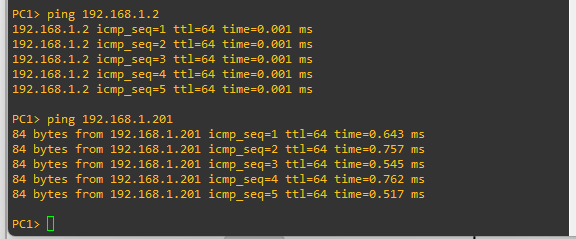 PC1> ping 192.168.1.2
192.168.1.2 icmp_seq=1 ttl=64 time=0.001 ms
192.168.1.2 icmp_seq=2 ttl=64 time=0.001 ms
192.168.1.2 icmp_seq=3 ttl=64 time=0.001 ms
192.168.1.2 icmp_seq=4 ttl=64 time=0.001 ms
192.168.1.2 icmp_seq=5 ttl=64 time=0.001 ms
PC1> ping 192.168.1.201
84 bytes from 192.168.1.201 icmp_seq=1 ttl=64 time=0.643 ms
84 bytes from 192.168.1.201 icmp_seq=2 ttl=64 time=0.757 ms
84 bytes from 192.168.1.201 icmp_seq=3 ttl=64 time=0.545 ms
84 bytes from 192.168.1.201 icmp_seq=4 ttl=64 time=0.762 ms
84 bytes from 192.168.1.201 icmp_seq=5 ttl=64 time=0.517 ms
PC1>